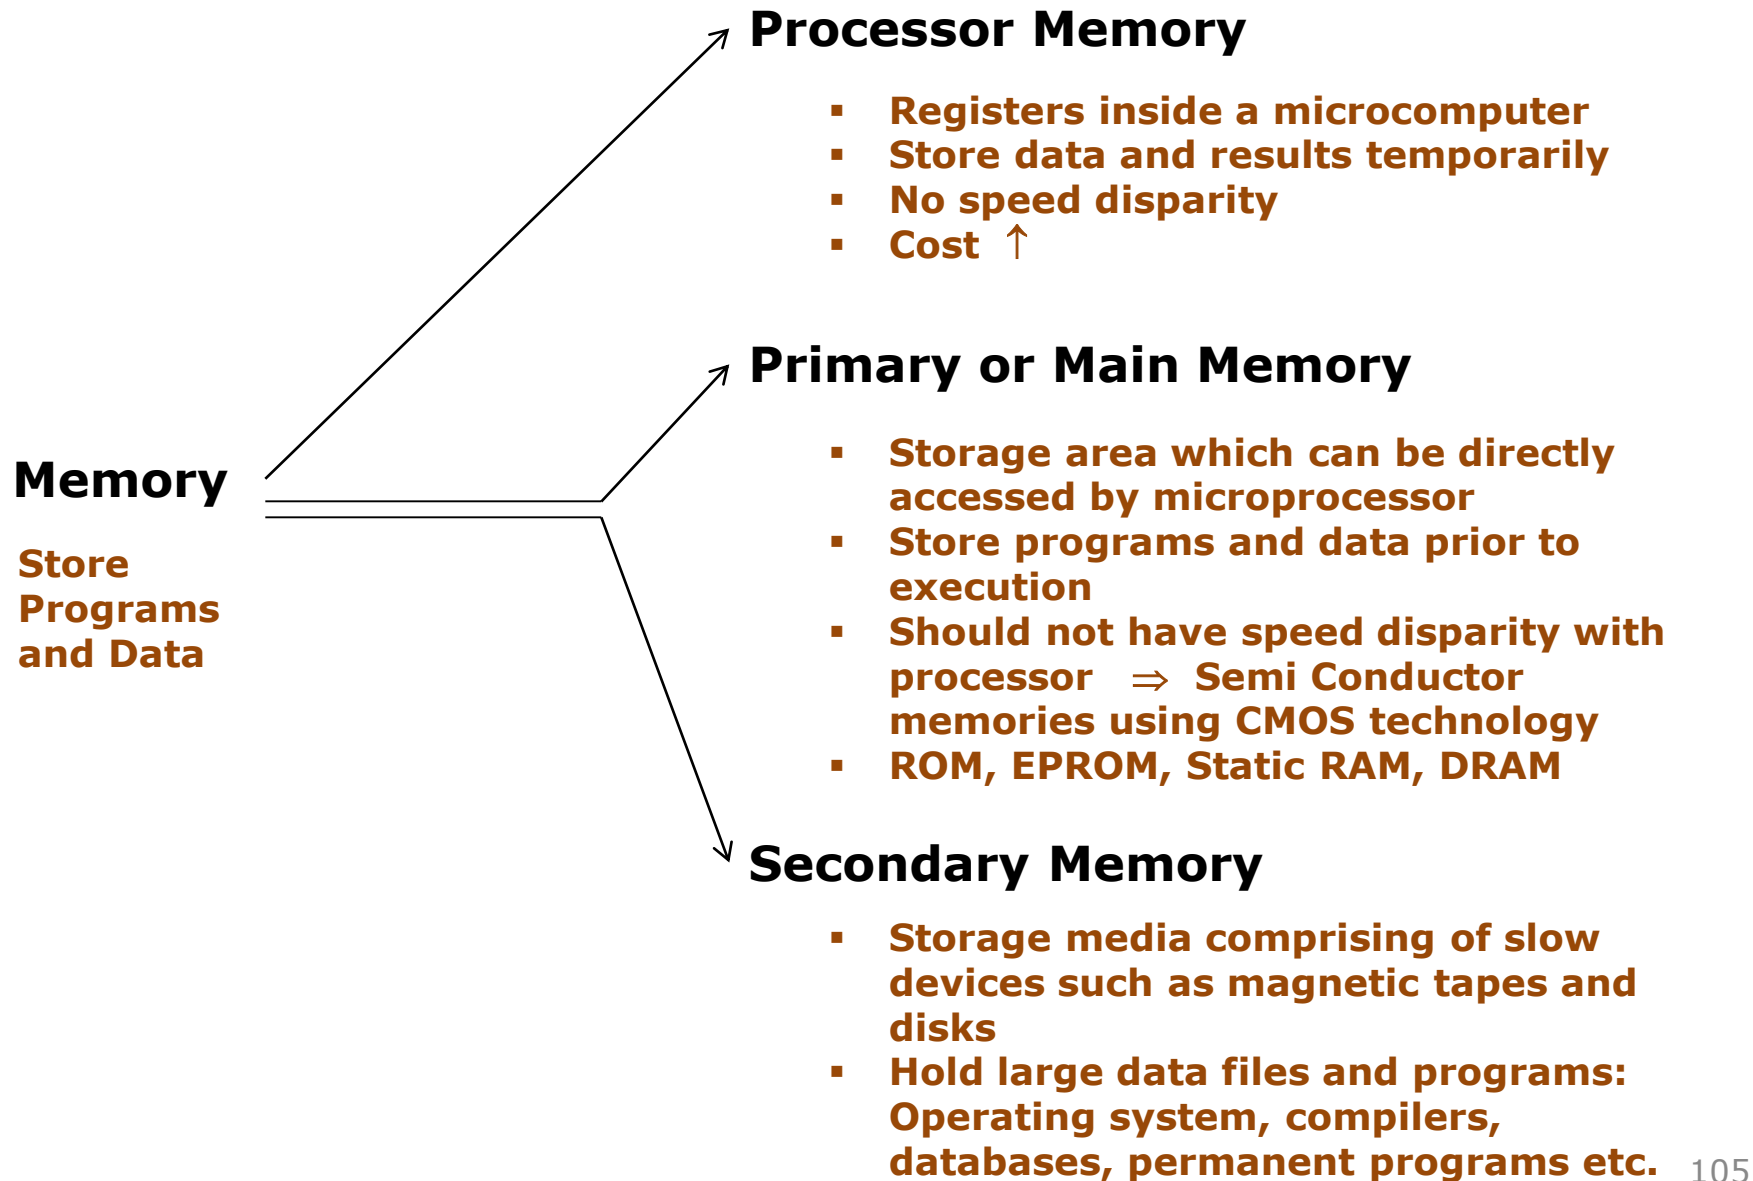 Processor Memory
▪ Registers inside a microcomputer
▪ Store data and results temporarily
▪ No speed disparity
▪ Cost ↑
Primary or Main Memory
▪ Storage area which can be directly
accessed by microprocessor
▪ Store programs and data prior to
execution
▪ Should not have speed disparity with
processor ⇒ Semi Conductor
memories using CMOS technology
▪ ROM, EPROM, Static RAM, DRAM
Memory
Store
Programs
and Data
Secondary Memory
▪ Storage media comprising of slow
devices such as magnetic tapes and
disks
▪ Hold large data files and programs:
Operating system, compilers,
databases, permanent programs etc.
105